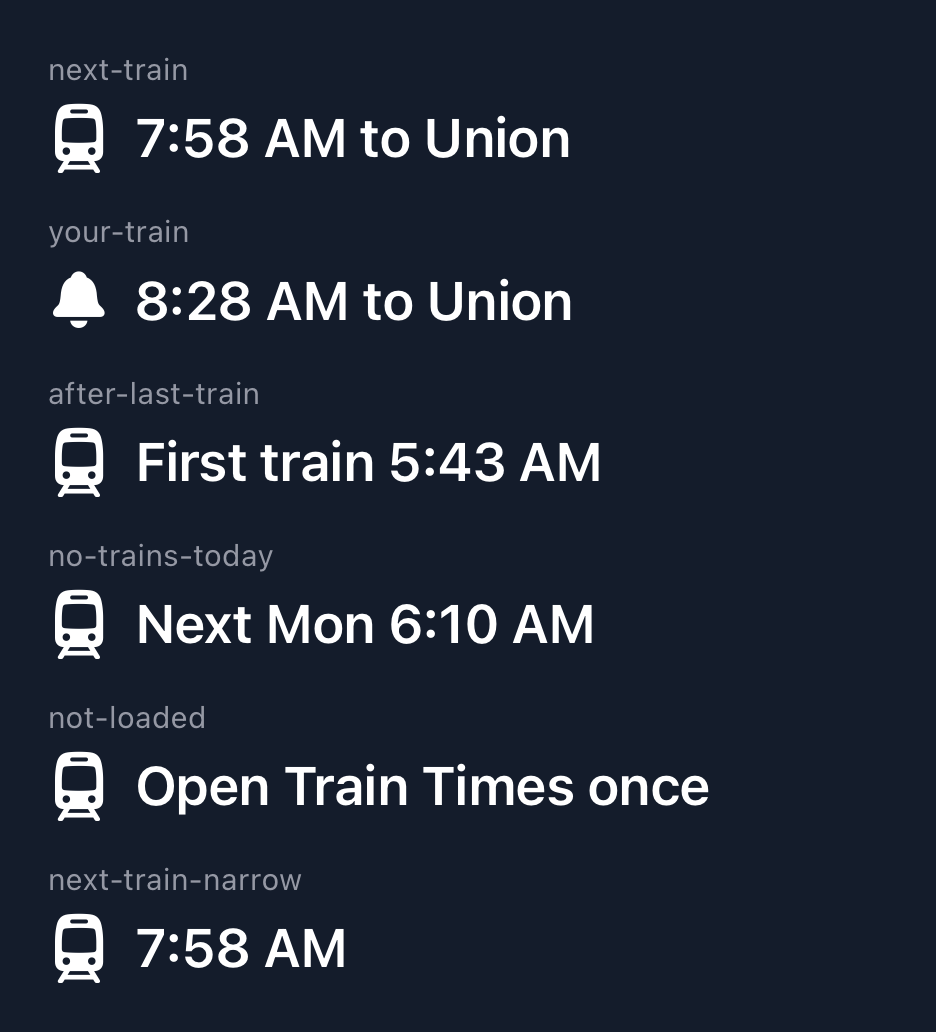 next-train
7:58 AM to Union
your-train
8:28 AM to Union
after-last-train
First train 5:43 AM
no-trains-today
Next Mon 6:10 AM
not-loaded
Open Train Times once
next-train-narrow
7:58 AM